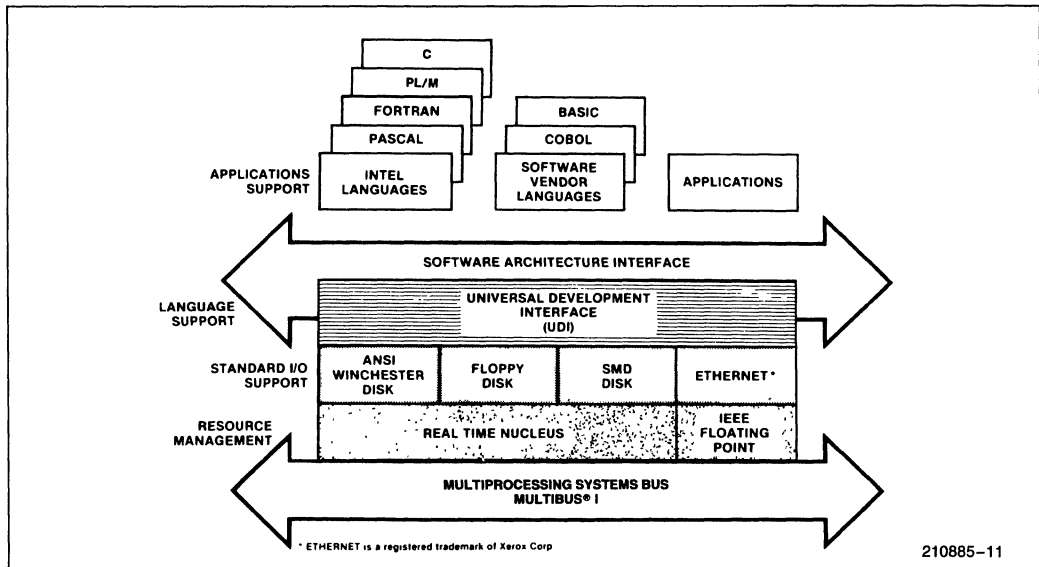 C
PL/M
FORTRAN
PASCAL
INTEL
LANGUAGES
BASIC
COBOL
SOFTWARE
VENDOR
LANGUAGES
APPLICATIONS
APPLICATIONS
SUPPORT
SOFTWARE ARCHITECTURE INTERFACE
LANGUAGE
SUPPORT
UNIVERSAL DEVELOPMENT
INTERFACE
(UDI)
STANDARD I/O
SUPPORT
ANSI
WINCHESTER
DISK
FLOPPY
DISK
SMD
DISK
ETHERNET*
RESOURCE
MANAGEMENT
REAL TIME NUCLEUS
IEEE
FLOATING
POINT
MULTIPROCESSING SYSTEMS BUS
MULTIBUS® I
* ETHERNET is a registered trademark of Xerox Corp
210885–11